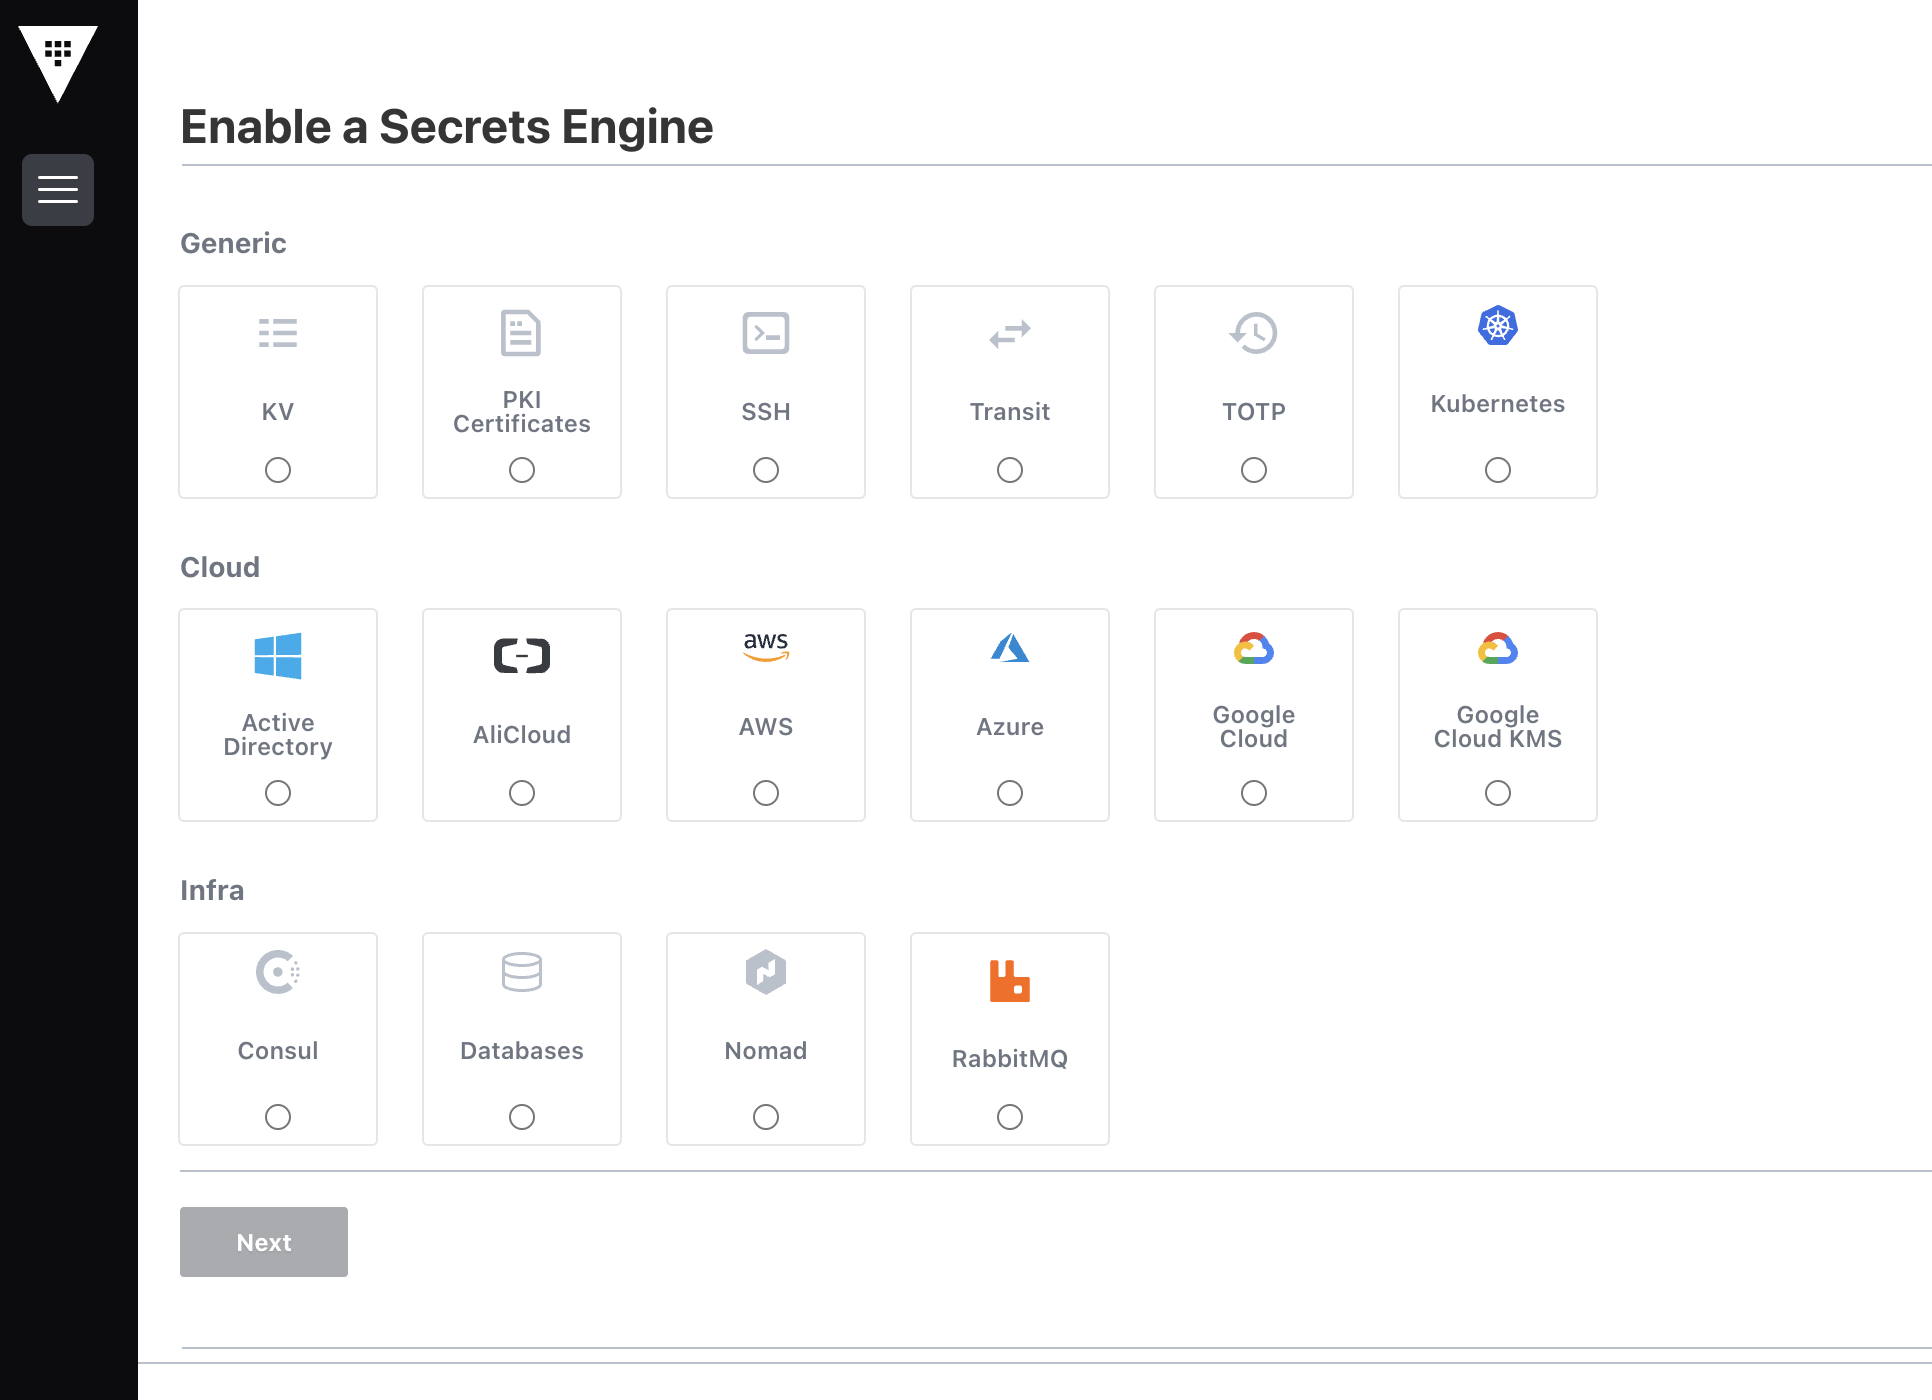 Enable a Secrets Engine
Generic
KV
PKI
Certificates
SSH
Transit
TOTP
Kubernetes
Cloud
Active
Directory
AliCloud
aws
AWS
Azure
Google
Cloud
Google
Cloud KMS
Infra
Consul
Databases
Nomad
RabbitMQ
Next